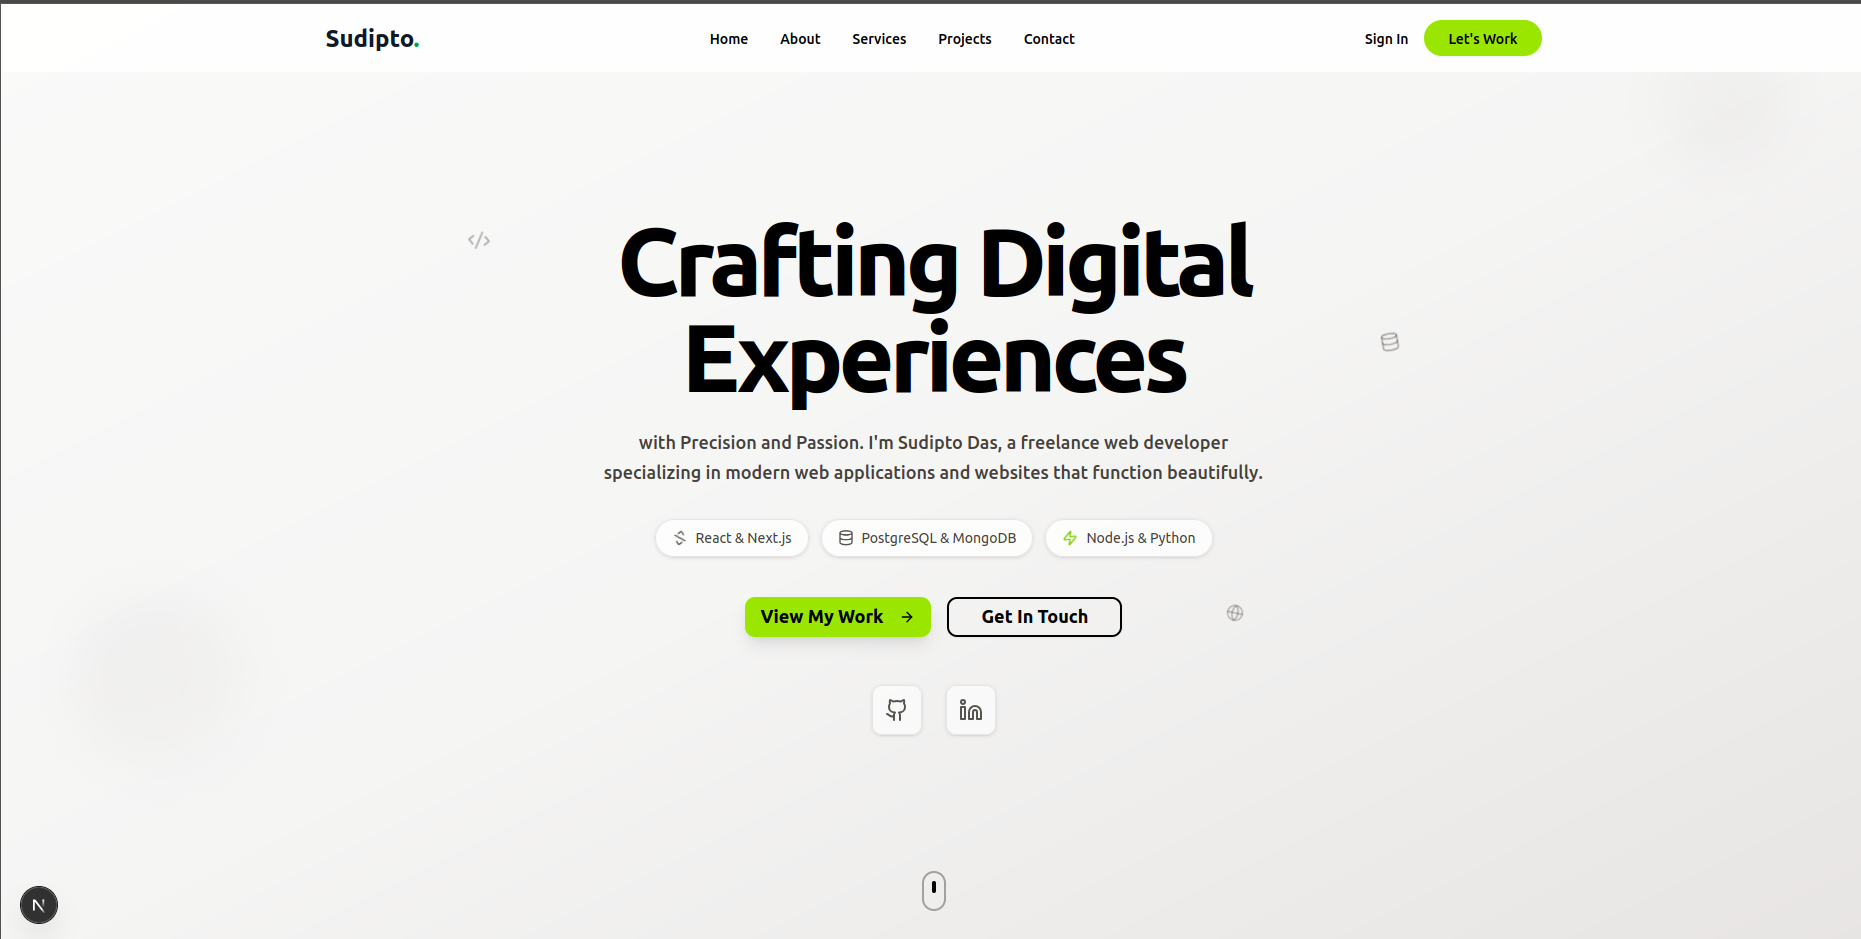 Sudipto.
Home About Services Projects Contact
Sign In Let's Work
Crafting Digital
Experiences
with Precision and Passion. I'm Sudipto Das, a freelance web developer
specializing in modern web applications and websites that function beautifully.
React & Next.js PostgreSQL & MongoDB Node.js & Python
View My Work Get In Touch
in
N